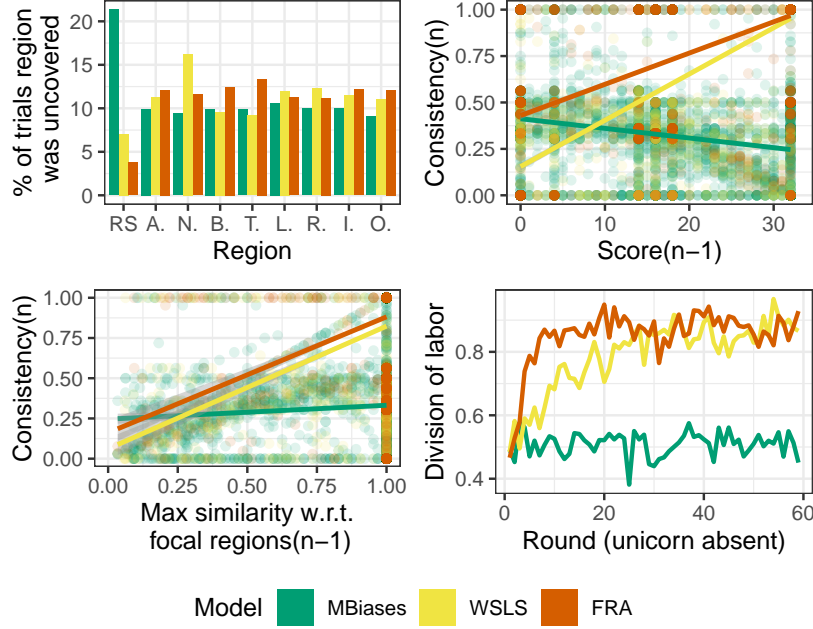 % of trials region
was uncovered
20
15
10
5
0
RS A. N. B. T. L. R. I. O.
Region
Consistency(n)
1.00
0.75
0.50
0.25
0.00
0 10 20 30
Score(n−1)
Consistency(n)
1.00
0.75
0.50
0.25
0.00
0.00 0.25 0.50 0.75 1.00
Max similarity w.r.t.
focal regions(n−1)
Division of labor
0.8
0.6
0.4
0 20 40 60
Round (unicorn absent)
Model MBiases WSLS FRA